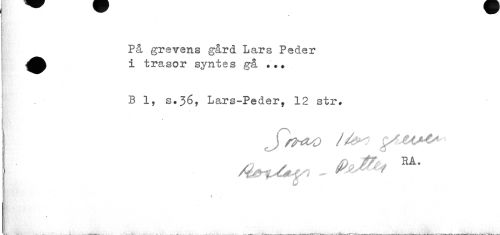 På grevens gård Lars Peder
i trasor syntes gå ...
B 1, s.36, Lars-Peder, 12 str.
Svar Hos greven
Roslags-Petter RA.